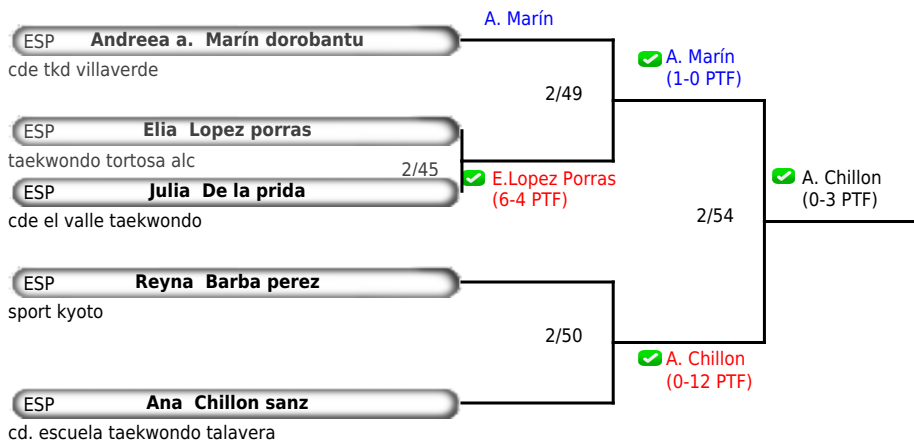 A. Marín
ESP Andreea a. Marín dorobantu
cde tkd villaverde
A. Marín
(1-0 PTF)
2/49
ESP Elia Lopez porras
taekwondo tortosa alc
2/45
E.Lopez Porras
(6-4 PTF)
ESP Julia De la prida
cde el valle taekwondo
A. Chillon
(0-3 PTF)
2/54
ESP Reyna Barba perez
sport kyoto
2/50
A. Chillon
(0-12 PTF)
ESP Ana Chillon sanz
cd. escuela taekwondo talavera